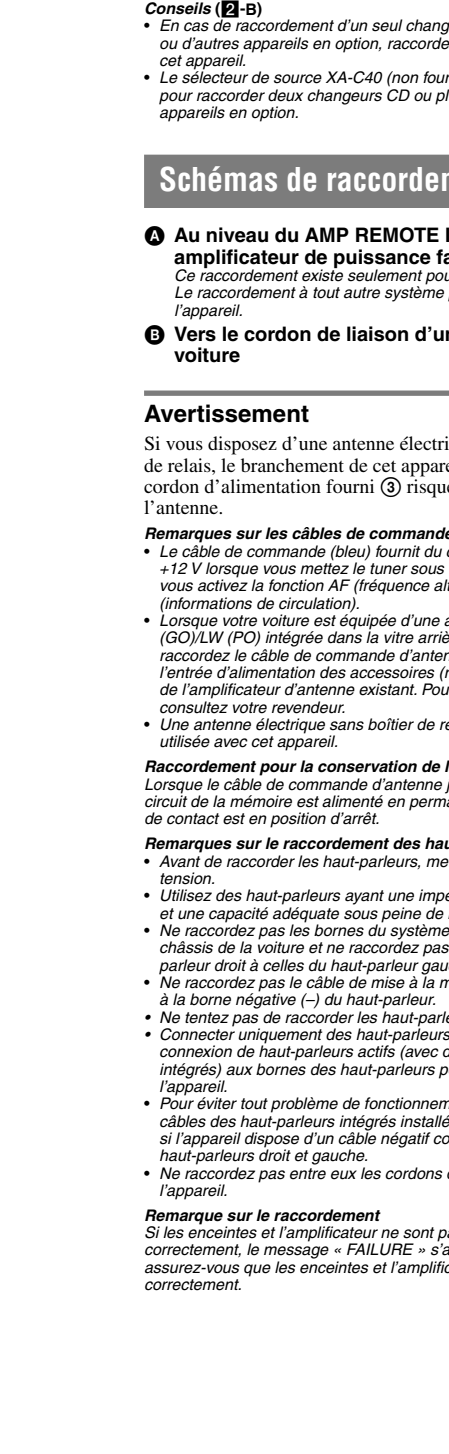 Conseils (2-B)
• En cas de raccordement d’un seul chang
ou d’autres appareils en option, raccorde
cet appareil.
• Le sélecteur de source XA-C40 (non four
pour raccorder deux changeurs CD ou pl
appareils en option.
Schémas de raccorder
A Au niveau du AMP REMOTE I
amplificateur de puissance fa
Ce raccordement existe seulement pou
Le raccordement à tout autre système
l’appareil.
B Vers le cordon de liaison d’un
voiture
Avertissement
Si vous disposez d’une antenne électri
de relais, le branchement de cet appare
cordon d’alimentation fourni ③ risque
l’antenne.
Remarques sur les câbles de commande
• Le câble de commande (bleu) fournit du c
+12 V lorsque vous mettez le tuner sous
vous activez la fonction AF (fréquence alt
(informations de circulation).
• Lorsque votre voiture est équipée d’une a
(GO)/LW (PO) intégrée dans la vitre arriè
raccordez le câble de commande d’anten
l’entrée d’alimentation des accessoires (r
de l’amplificateur d’antenne existant. Pou
consultez votre revendeur.
• Une antenne électrique sans boîtier de re
utilisée avec cet appareil.
Raccordement pour la conservation de l
Lorsque le câble de commande d’antenne j
circuit de la mémoire est alimenté en perma
de contact est en position d’arrêt.
Remarques sur le raccordement des hau
• Avant de raccorder les haut-parleurs, me
tension.
• Utilisez des haut-parleurs ayant une impé
et une capacité adéquate sous peine de
• Ne raccordez pas les bornes du système
châssis de la voiture et ne raccordez pas
parleur droit à celles du haut-parleur gau
• Ne raccordez pas le câble de mise à la m
à la borne négative (–) du haut-parleur.
• Ne tentez pas de raccorder les haut-parle
• Connecter uniquement des haut-parleurs
connexion de haut-parleurs actifs (avec d
intégrés) aux bornes des haut-parleurs p
l’appareil.
• Pour éviter tout problème de fonctionnem
câbles des haut-parleurs intégrés installé
si l’appareil dispose d’un câble négatif co
haut-parleurs droit et gauche.
• Ne raccordez pas entre eux les cordons d
l’appareil.
Remarque sur le raccordement
Si les enceintes et l’amplificateur ne sont pa
correctement, le message « FAILURE » s’a
assurez-vous que les enceintes et l’amplific
correctement.